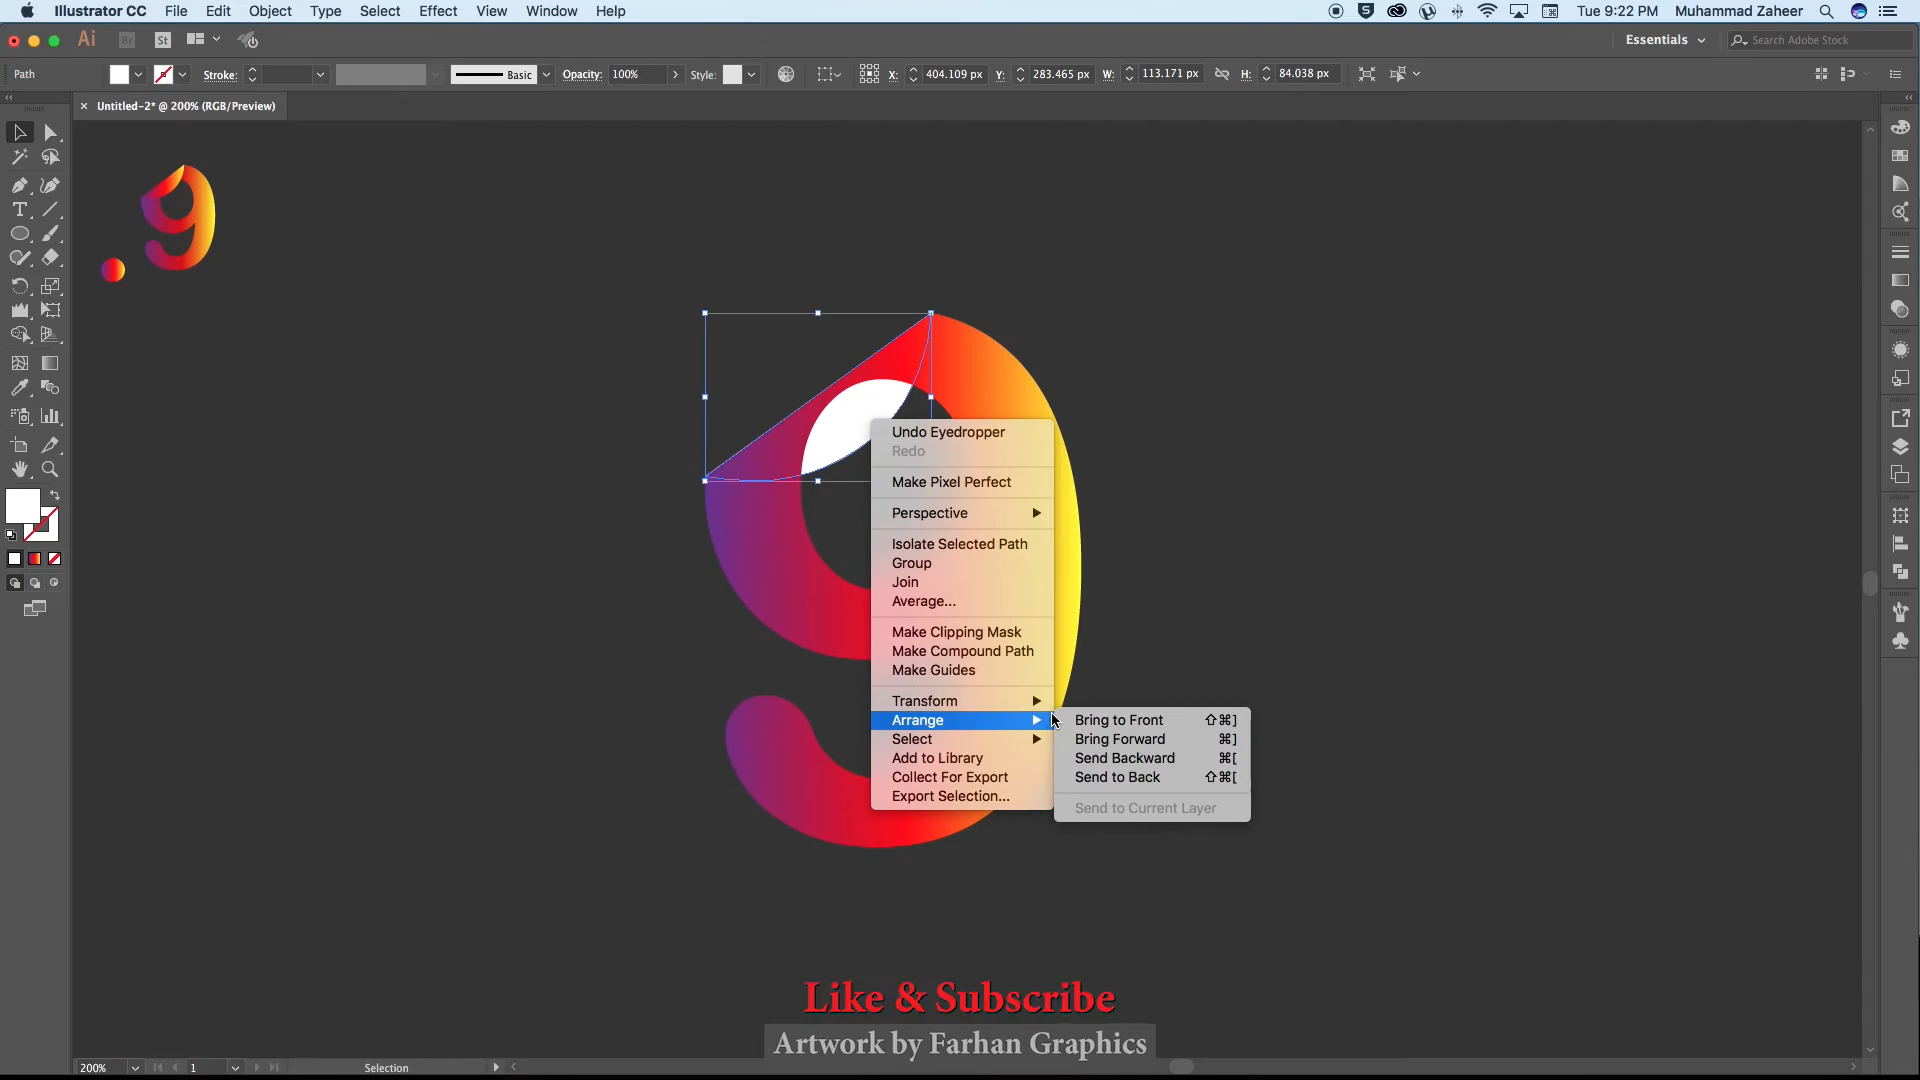 Illustrator CC File Edit Object Type Select Effect View Window Help Tue 9:22 PM Muhammad Zaheer
Ai Br St Essentials Search Adobe Stock
Path Stroke: Basic Opacity: 100% Style: X: 404.109 px Y: 283.465 px W: 113.171 px H: 84.038 px
× Untitled-2* @ 200% (RGB/Preview)
.9
9
Undo Eyedropper
Redo
Make Pixel Perfect
Perspective
Isolate Selected Path
Group
Join
Average...
Make Clipping Mask
Make Compound Path
Make Guides
Transform
Arrange
Select
Add to Library
Collect For Export
Export Selection...
Bring to Front ⇧⌘]
Bring Forward ⌘]
Send Backward ⌘[
Send to Back ⇧⌘[
Send to Current Layer
Like & Subscribe
Artwork by Farhan Graphics
200% 1 Selection